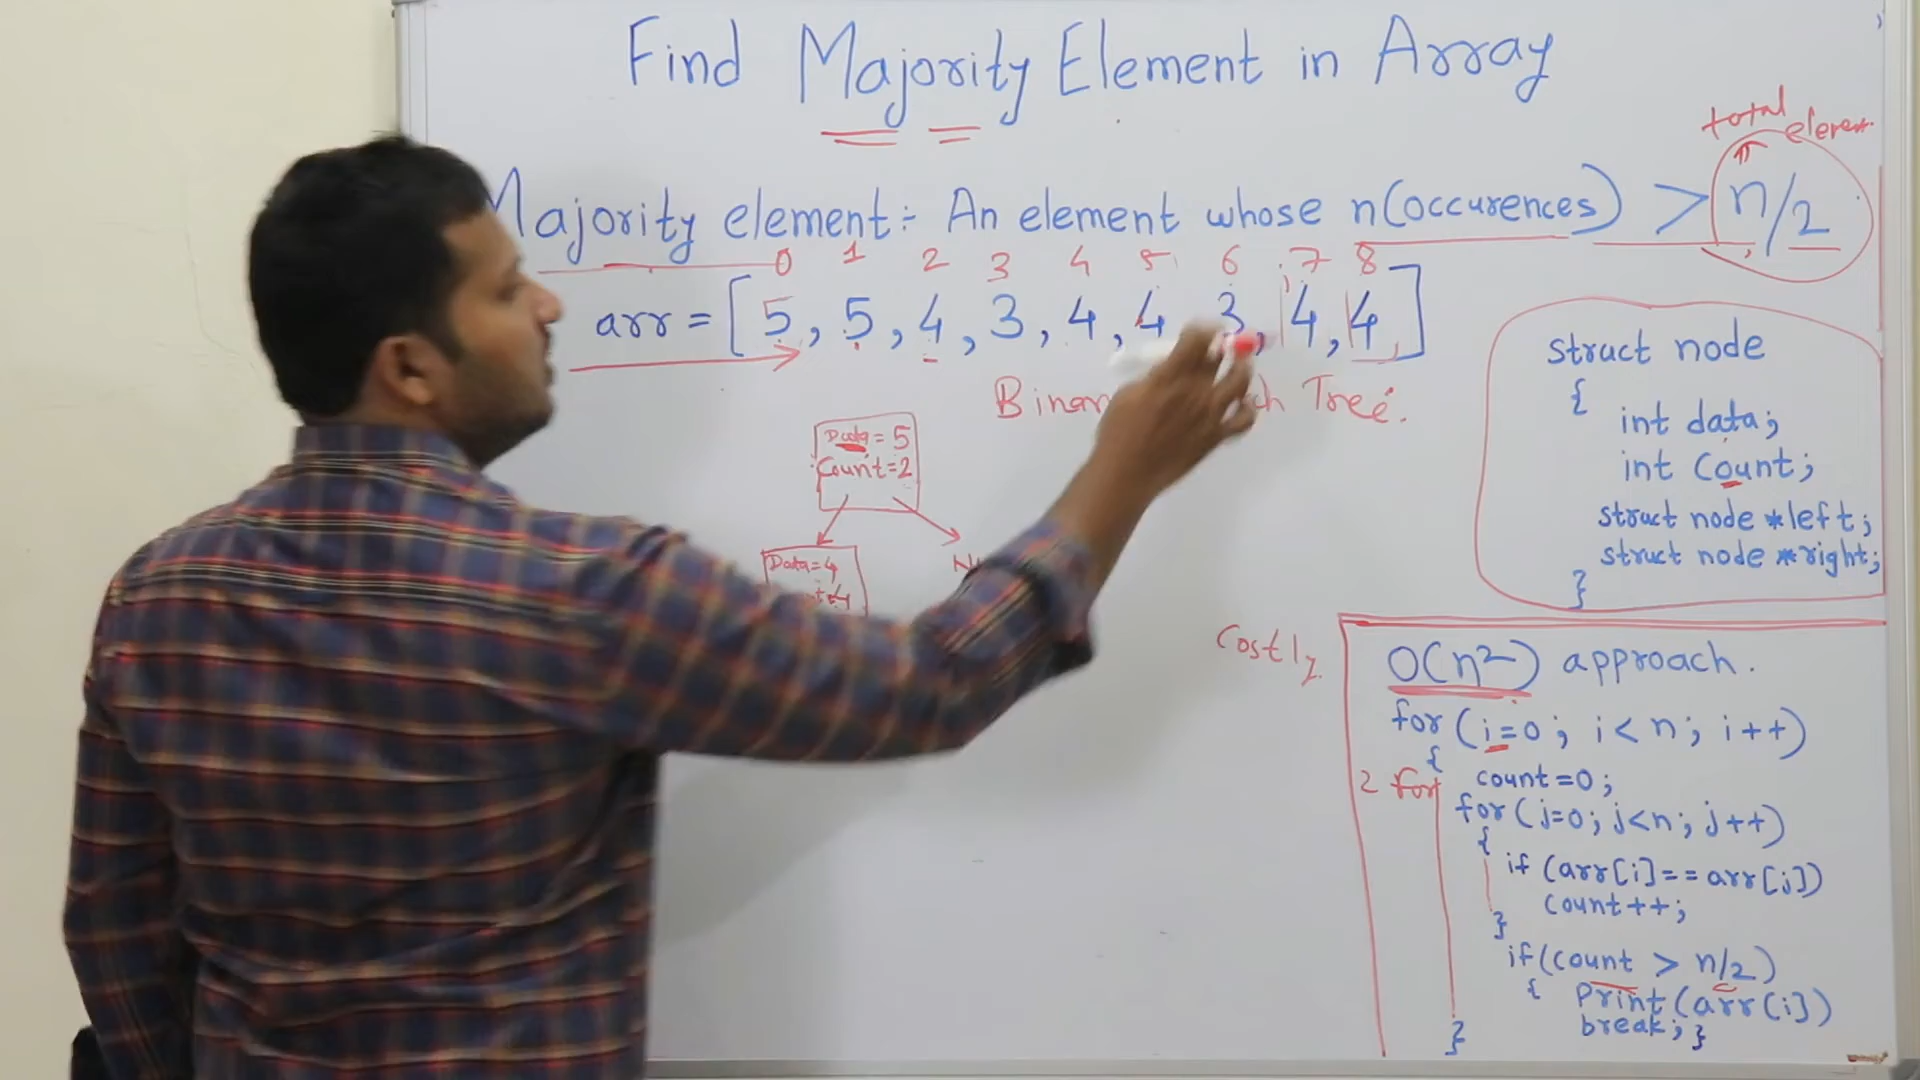 Find Majority Element in Array
total
Majority element:- An element whose n(occurences) > n/2
0 1 2 3 4 5 6 7 8
arr = [5, 5, 4, 3, 4, 4, 3, 4, 4]
Tree.
Data = 5
Count=2
Data=4
struct node
{
int data;
int Count;
struct node *left;
struct node *right;
}
Costly
O(n²) approach.
for (i=0; i<n; i++)
{
2 for
count=0;
for (j=0; j<n; j++)
{
if (arr[i]==arr[j])
count++;
}
if(count > n/2)
{ print(arr[i])
break; }
}